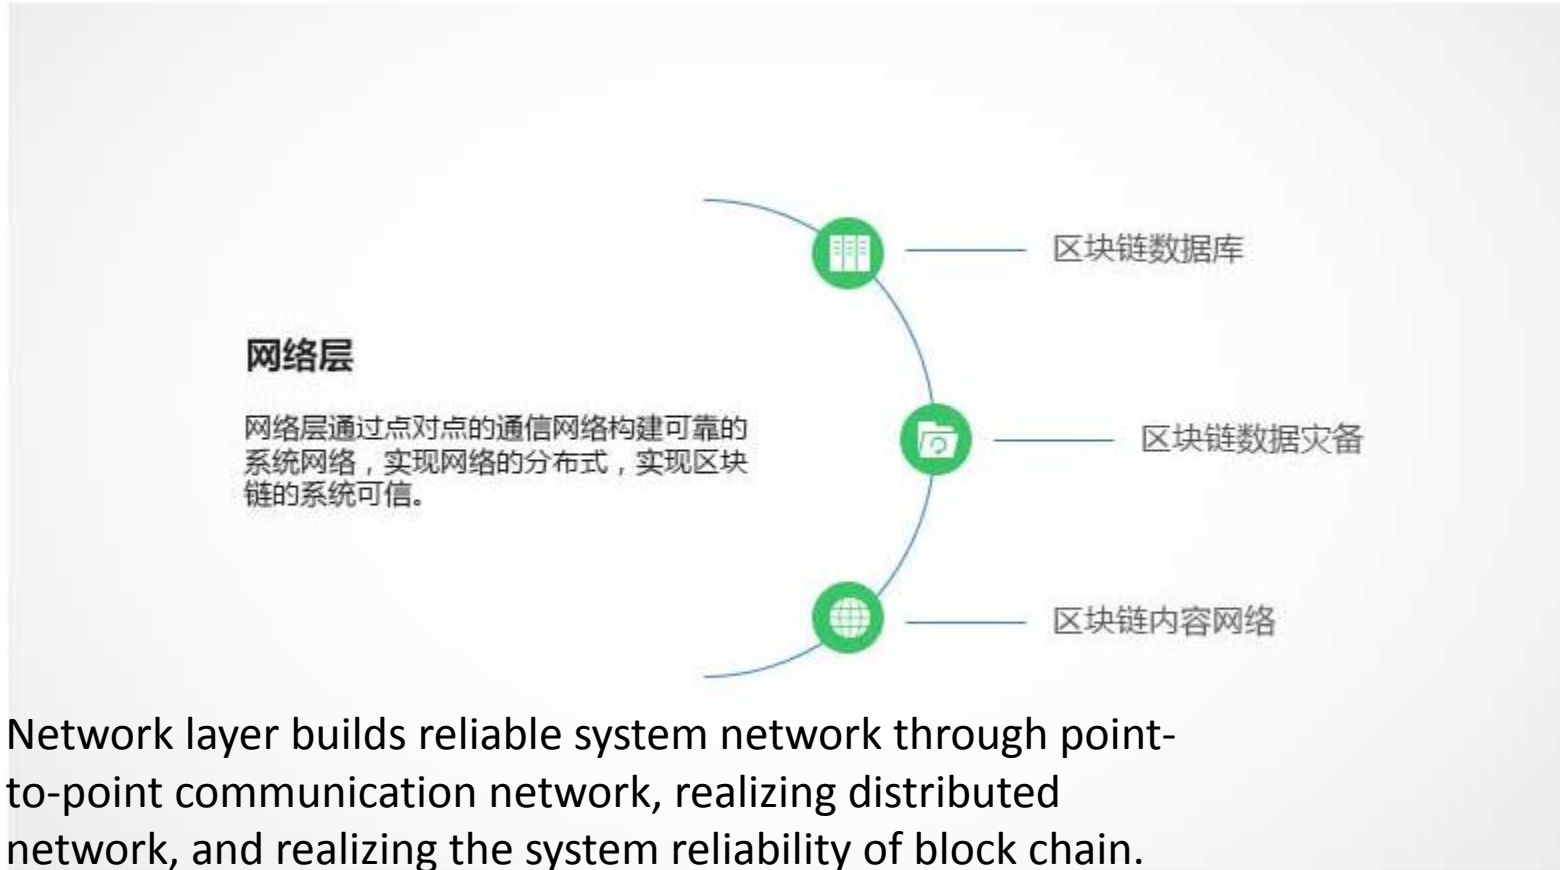 网络层
网络层通过点对点的通信网络构建可靠的
系统网络，实现网络的分布式，实现区块
链的系统可信。
区块链数据库
区块链数据灾备
区块链内容网络
Network layer builds reliable system network through point-
to-point communication network, realizing distributed
network, and realizing the system reliability of block chain.